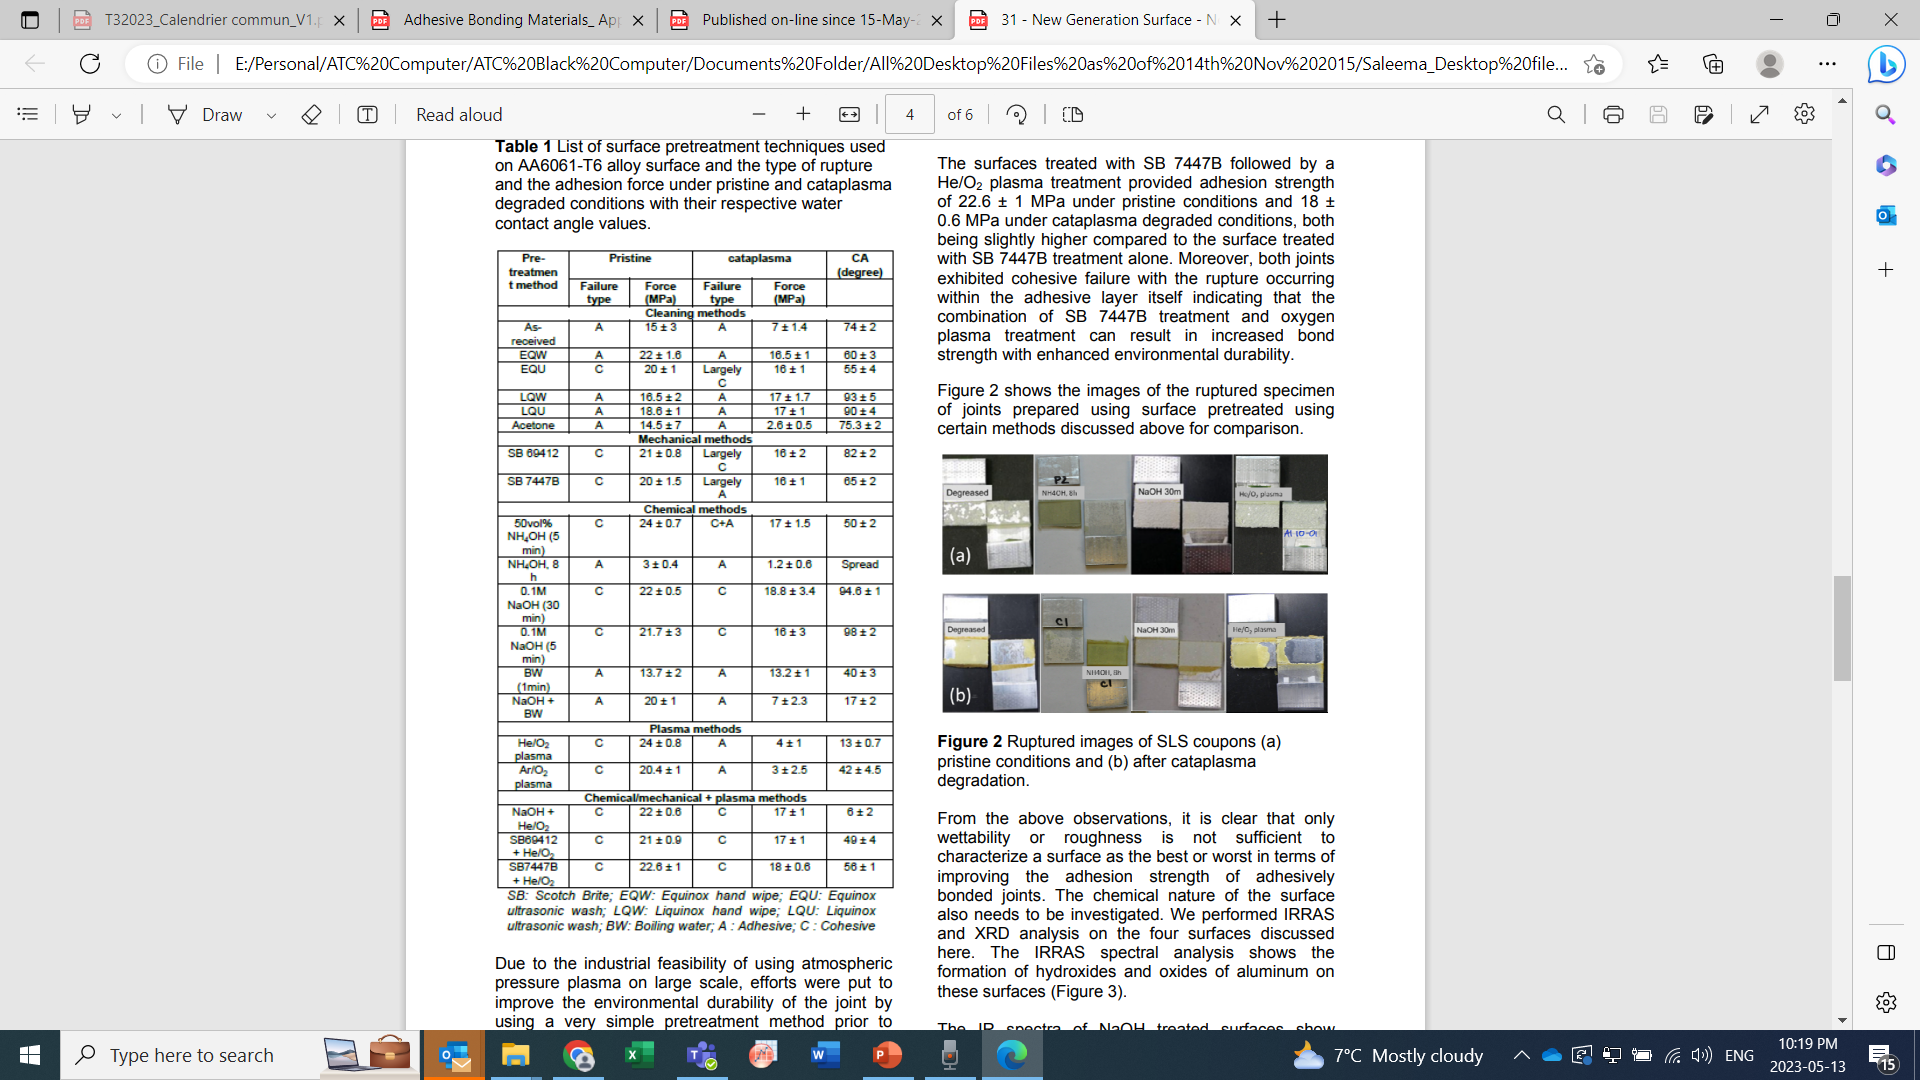 T32023_Calendrier commun_V1.p
Adhesive Bonding Materials_ App
Published on-line since 15-May-2
31 - New Generation Surface - Ne
File
E:/Personal/ATC%20Computer/ATC%20Black%20Computer/Documents%20Folder/All%20Desktop%20Files%20as%20of%2014th%20Nov%202015/Saleema_Desktop%20file...
Draw
Read aloud
4 of 6
Table 1 List of surface pretreatment techniques used
on AA6061-T6 alloy surface and the type of rupture
and the adhesion force under pristine and cataplasma
degraded conditions with their respective water
contact angle values.
Pre-treatment method Pristine cataplasma CA (degree)
Failure type Force (MPa) Failure type Force (MPa)
Cleaning methods
As-received A 15 ± 3 A 7 ± 1.4 74 ± 2
EQW A 22 ± 1.6 A 16.5 ± 1 60 ± 3
EQU C 20 ± 1 Largely C 16 ± 1 55 ± 4
LQW A 16.5 ± 2 A 17 ± 1.7 93 ± 5
LQU A 18.6 ± 1 A 17 ± 1 90 ± 4
Acetone A 14.5 ± 7 A 2.6 ± 0.5 75.3 ± 2
Mechanical methods
SB 69412 C 21 ± 0.8 Largely C 16 ± 2 82 ± 2
SB 7447B C 20 ± 1.5 Largely A 16 ± 1 65 ± 2
Chemical methods
50vol% NH₄OH (5 min) C 24 ± 0.7 C+A 17 ± 1.5 50 ± 2
NH₄OH, 8 h A 3 ± 0.4 A 1.2 ± 0.6 Spread
0.1M NaOH (30 min) C 22 ± 0.5 C 18.8 ± 3.4 94.6 ± 1
0.1M NaOH (5 min) C 21.7 ± 3 C 16 ± 3 98 ± 2
BW (1min) A 13.7 ± 2 A 13.2 ± 1 40 ± 3
NaOH + BW A 20 ± 1 A 7 ± 2.3 17 ± 2
Plasma methods
He/O₂ plasma C 24 ± 0.8 A 4 ± 1 13 ± 0.7
Ar/O₂ plasma C 20.4 ± 1 A 3 ± 2.5 42 ± 4.5
Chemical/mechanical + plasma methods
NaOH + He/O₂ C 22 ± 0.6 C 17 ± 1 6 ± 2
SB69412 + He/O₂ C 21 ± 0.9 C 17 ± 1 49 ± 4
SB7447B + He/O₂ C 22.6 ± 1 C 18 ± 0.6 56 ± 1
SB: Scotch Brite; EQW: Equinox hand wipe; EQU: Equinox
ultrasonic wash; LQW: Liquinox hand wipe; LQU: Liquinox
ultrasonic wash; BW: Boiling water; A : Adhesive; C : Cohesive
Due to the industrial feasibility of using atmospheric
pressure plasma on large scale, efforts were put to
improve the environmental durability of the joint by
using a very simple pretreatment method prior to
The surfaces treated with SB 7447B followed by a
He/O₂ plasma treatment provided adhesion strength
of 22.6 ± 1 MPa under pristine conditions and 18 ±
0.6 MPa under cataplasma degraded conditions, both
being slightly higher compared to the surface treated
with SB 7447B treatment alone. Moreover, both joints
exhibited cohesive failure with the rupture occurring
within the adhesive layer itself indicating that the
combination of SB 7447B treatment and oxygen
plasma treatment can result in increased bond
strength with enhanced environmental durability.
Figure 2 shows the images of the ruptured specimen
of joints prepared using surface pretreated using
certain methods discussed above for comparison.
Degreased
P2
NH4OH, 8h
NaOH 30m
He/O₂ plasma
Al 10-01
(a)
Degreased
C1
NH4OH, 8h
C1
NaOH 30m
He/O₂ plasma
(b)
Figure 2 Ruptured images of SLS coupons (a)
pristine conditions and (b) after cataplasma
degradation.
From the above observations, it is clear that only
wettability or roughness is not sufficient to
characterize a surface as the best or worst in terms of
improving the adhesion strength of adhesively
bonded joints. The chemical nature of the surface
also needs to be investigated. We performed IRRAS
and XRD analysis on the four surfaces discussed
here. The IRRAS spectral analysis shows the
formation of hydroxides and oxides of aluminum on
these surfaces (Figure 3).
The IR spectra of NaOH treated surfaces show
Type here to search
7°C Mostly cloudy
ENG
10:19 PM
2023-05-13
15